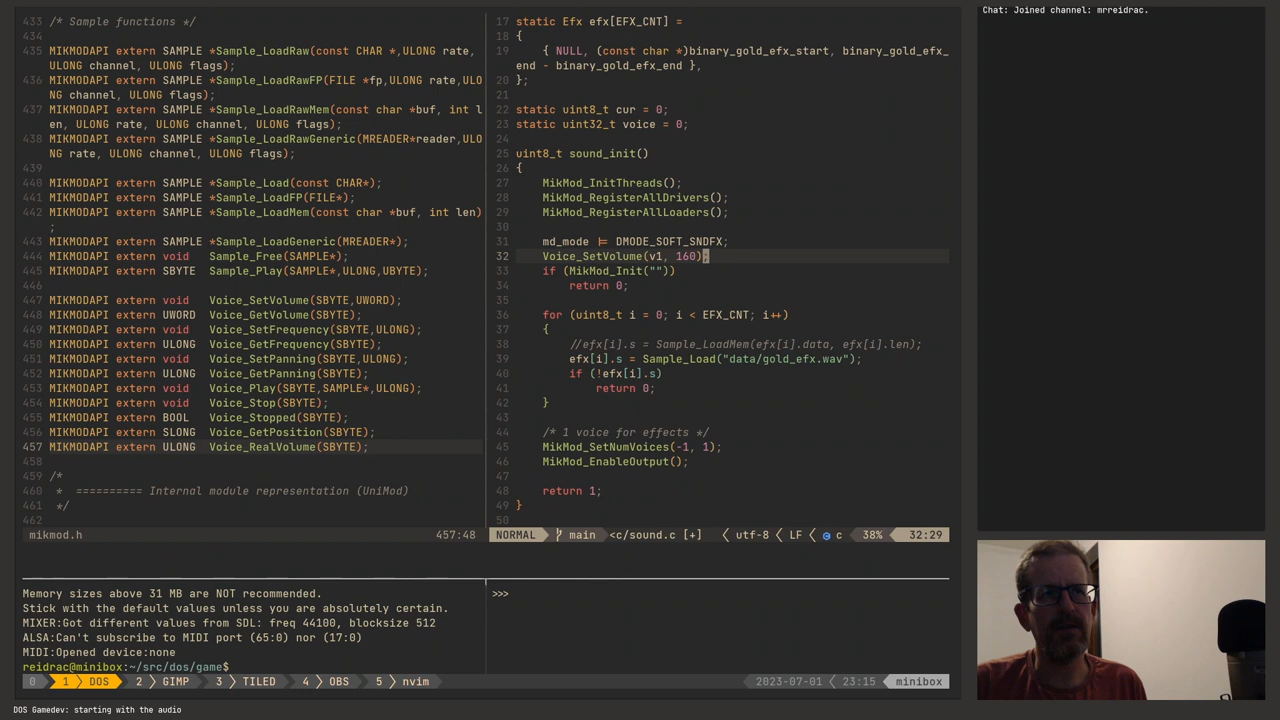 433 /* Sample functions */
434
435 MIKMODAPI extern SAMPLE *Sample_LoadRaw(const CHAR *,ULONG rate,
ULONG channel, ULONG flags);
436 MIKMODAPI extern SAMPLE *Sample_LoadRawFP(FILE *fp,ULONG rate,ULO
NG channel, ULONG flags);
437 MIKMODAPI extern SAMPLE *Sample_LoadRawMem(const char *buf, int l
en, ULONG rate, ULONG channel, ULONG flags);
438 MIKMODAPI extern SAMPLE *Sample_LoadRawGeneric(MREADER*reader,ULO
NG rate, ULONG channel, ULONG flags);
439
440 MIKMODAPI extern SAMPLE *Sample_Load(const CHAR*);
441 MIKMODAPI extern SAMPLE *Sample_LoadFP(FILE*);
442 MIKMODAPI extern SAMPLE *Sample_LoadMem(const char *buf, int len)
;
443 MIKMODAPI extern SAMPLE *Sample_LoadGeneric(MREADER*);
444 MIKMODAPI extern void   Sample_Free(SAMPLE*);
445 MIKMODAPI extern SBYTE  Sample_Play(SAMPLE*,ULONG,UBYTE);
446
447 MIKMODAPI extern void   Voice_SetVolume(SBYTE,UWORD);
448 MIKMODAPI extern UWORD  Voice_GetVolume(SBYTE);
449 MIKMODAPI extern void   Voice_SetFrequency(SBYTE,ULONG);
450 MIKMODAPI extern ULONG  Voice_GetFrequency(SBYTE);
451 MIKMODAPI extern void   Voice_SetPanning(SBYTE,ULONG);
452 MIKMODAPI extern ULONG  Voice_GetPanning(SBYTE);
453 MIKMODAPI extern void   Voice_Play(SBYTE,SAMPLE*,ULONG,ULONG);
454 MIKMODAPI extern void   Voice_Stop(SBYTE);
455 MIKMODAPI extern BOOL   Voice_Stopped(SBYTE);
456 MIKMODAPI extern SLONG  Voice_GetPosition(SBYTE);
457 MIKMODAPI extern ULONG  Voice_RealVolume(SBYTE);
458
459 /*
460  * ========== Internal module representation (UniMod)
461  */
462
mikmod.h 457:48
17 static Efx efx[EFX_CNT] =
18 {
19     { NULL, (const char *)binary_gold_efx_start, binary_gold_efx_
end - binary_gold_efx_end },
20 };
21
22 static uint8_t cur = 0;
23 static uint32_t voice = 0;
24
25 uint8_t sound_init()
26 {
27     MikMod_InitThreads();
28     MikMod_RegisterAllDrivers();
29     MikMod_RegisterAllLoaders();
30
31     md_mode |= DMODE_SOFT_SNDFX;
32     Voice_SetVolume(v1, 160);
33     if (MikMod_Init(""))
34         return 0;
35
36     for (uint8_t i = 0; i < EFX_CNT; i++)
37     {
38         //efx[i].s = Sample_LoadMem(efx[i].data, efx[i].len);
39         efx[i].s = Sample_Load("data/gold_efx.wav");
40         if (!efx[i].s)
41             return 0;
42     }
43
44     /* 1 voice for effects */
45     MikMod_SetNumVoices(-1, 1);
46     MikMod_EnableOutput();
47
48     return 1;
49 }
50
NORMAL main <c/sound.c [+] utf-8 LF c 38% 32:29
Memory sizes above 31 MB are NOT recommended.
Stick with the default values unless you are absolutely certain.
MIXER:Got different values from SDL: freq 44100, blocksize 512
ALSA:Can't subscribe to MIDI port (65:0) nor (17:0)
MIDI:Opened device:none
reidrac@minibox:~/src/dos/game$
>>>
0 1 DOS 2 GIMP 3 TILED 4 OBS 5 nvim 2023-07-01 23:15 minibox
Chat: Joined channel: mrreidrac.
DOS Gamedev: starting with the audio